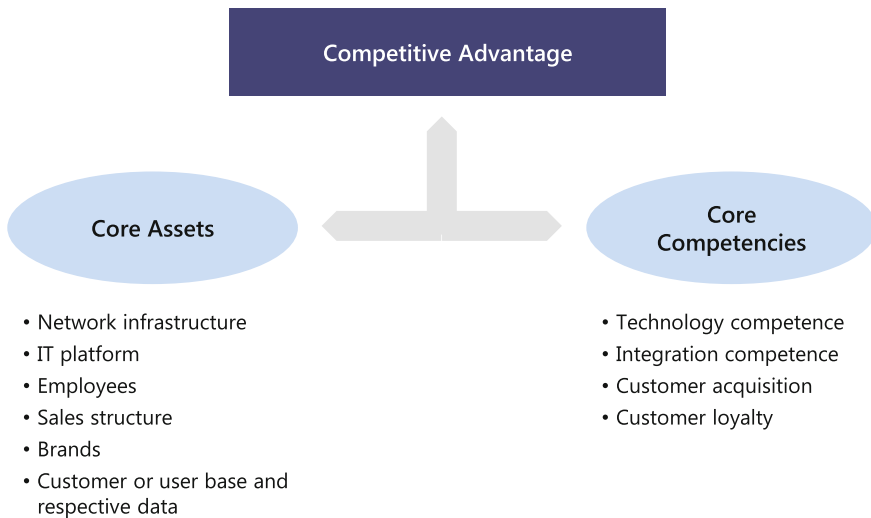 Competitive Advantage
Core Assets
• Network infrastructure
• IT platform
• Employees
• Sales structure
• Brands
• Customer or user base and
respective data
Core
Competencies
• Technology competence
• Integration competence
• Customer acquisition
• Customer loyalty